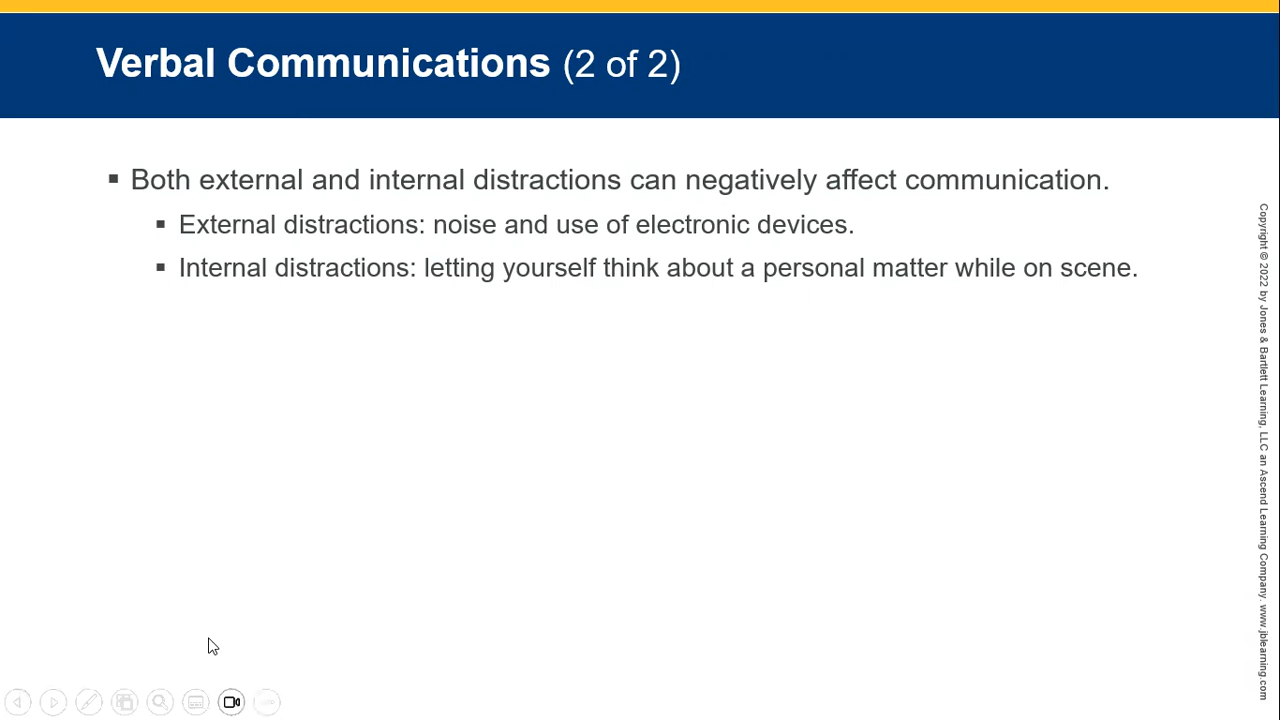 Verbal Communications (2 of 2)
Both external and internal distractions can negatively affect communication.
External distractions: noise and use of electronic devices.
Internal distractions: letting yourself think about a personal matter while on scene.
Copyright © 2022 by Jones & Bartlett Learning, LLC an Ascend Learning Company. www.jblearning.com